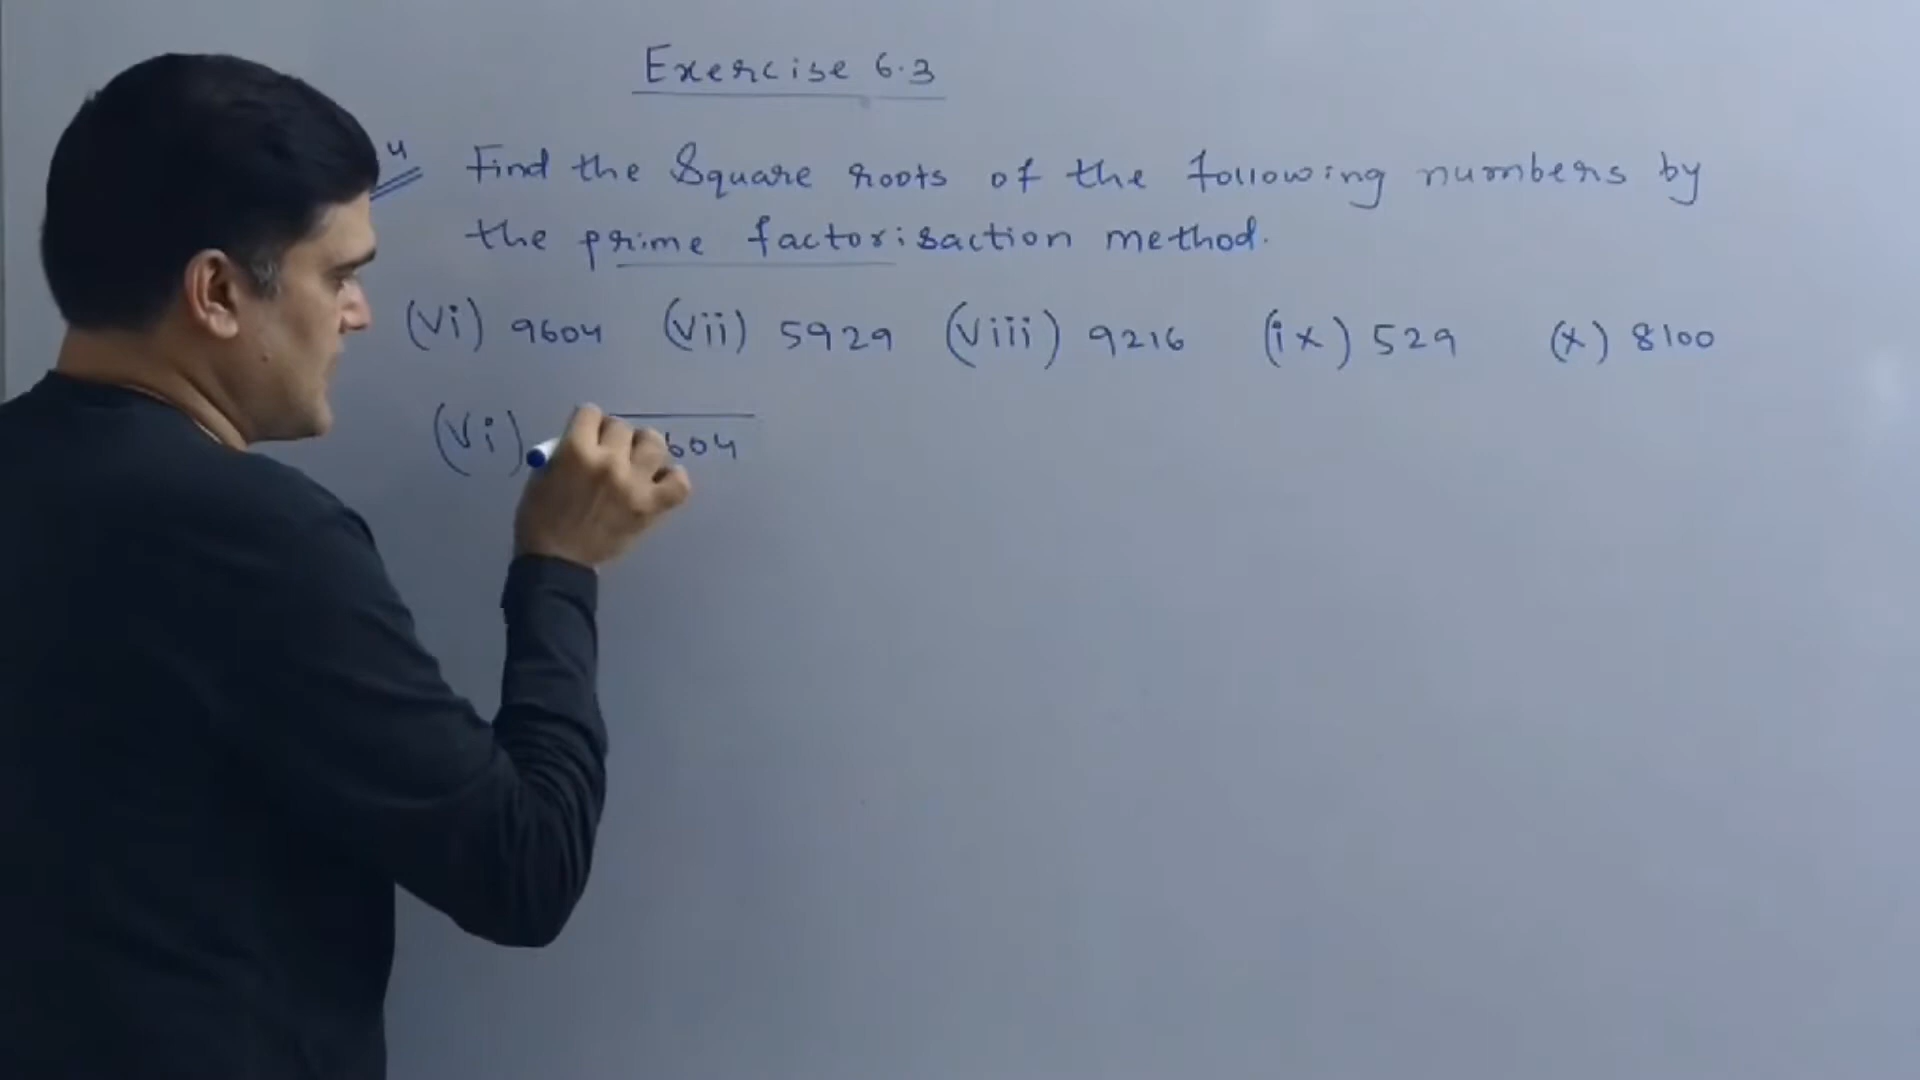 Exercise 6.3
4 Find the Square roots of the following numbers by
the prime factorisaction method.
(vi) 9604 (vii) 5929 (viii) 9216 (ix) 529 (x) 8100
(vi) 604